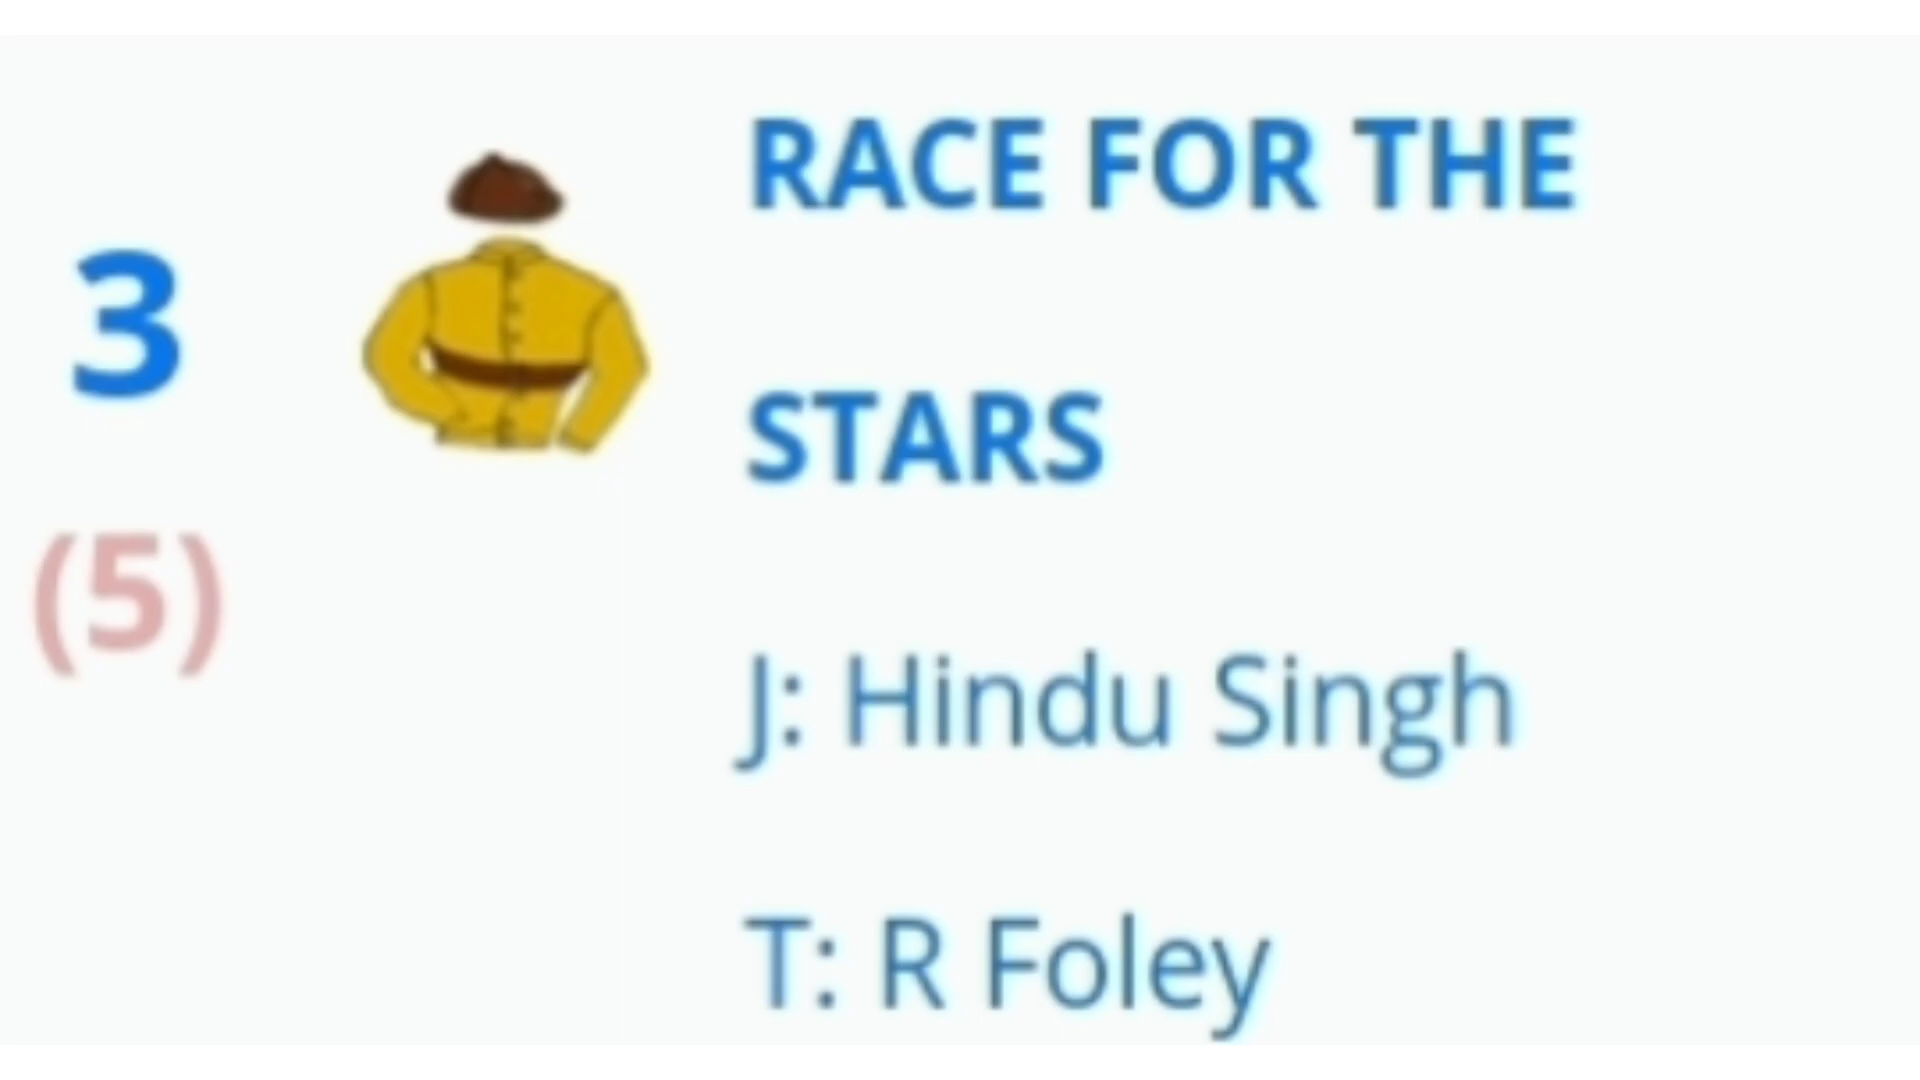 3
(5)
RACE FOR THE
STARS
J: Hindu Singh
T: R Foley